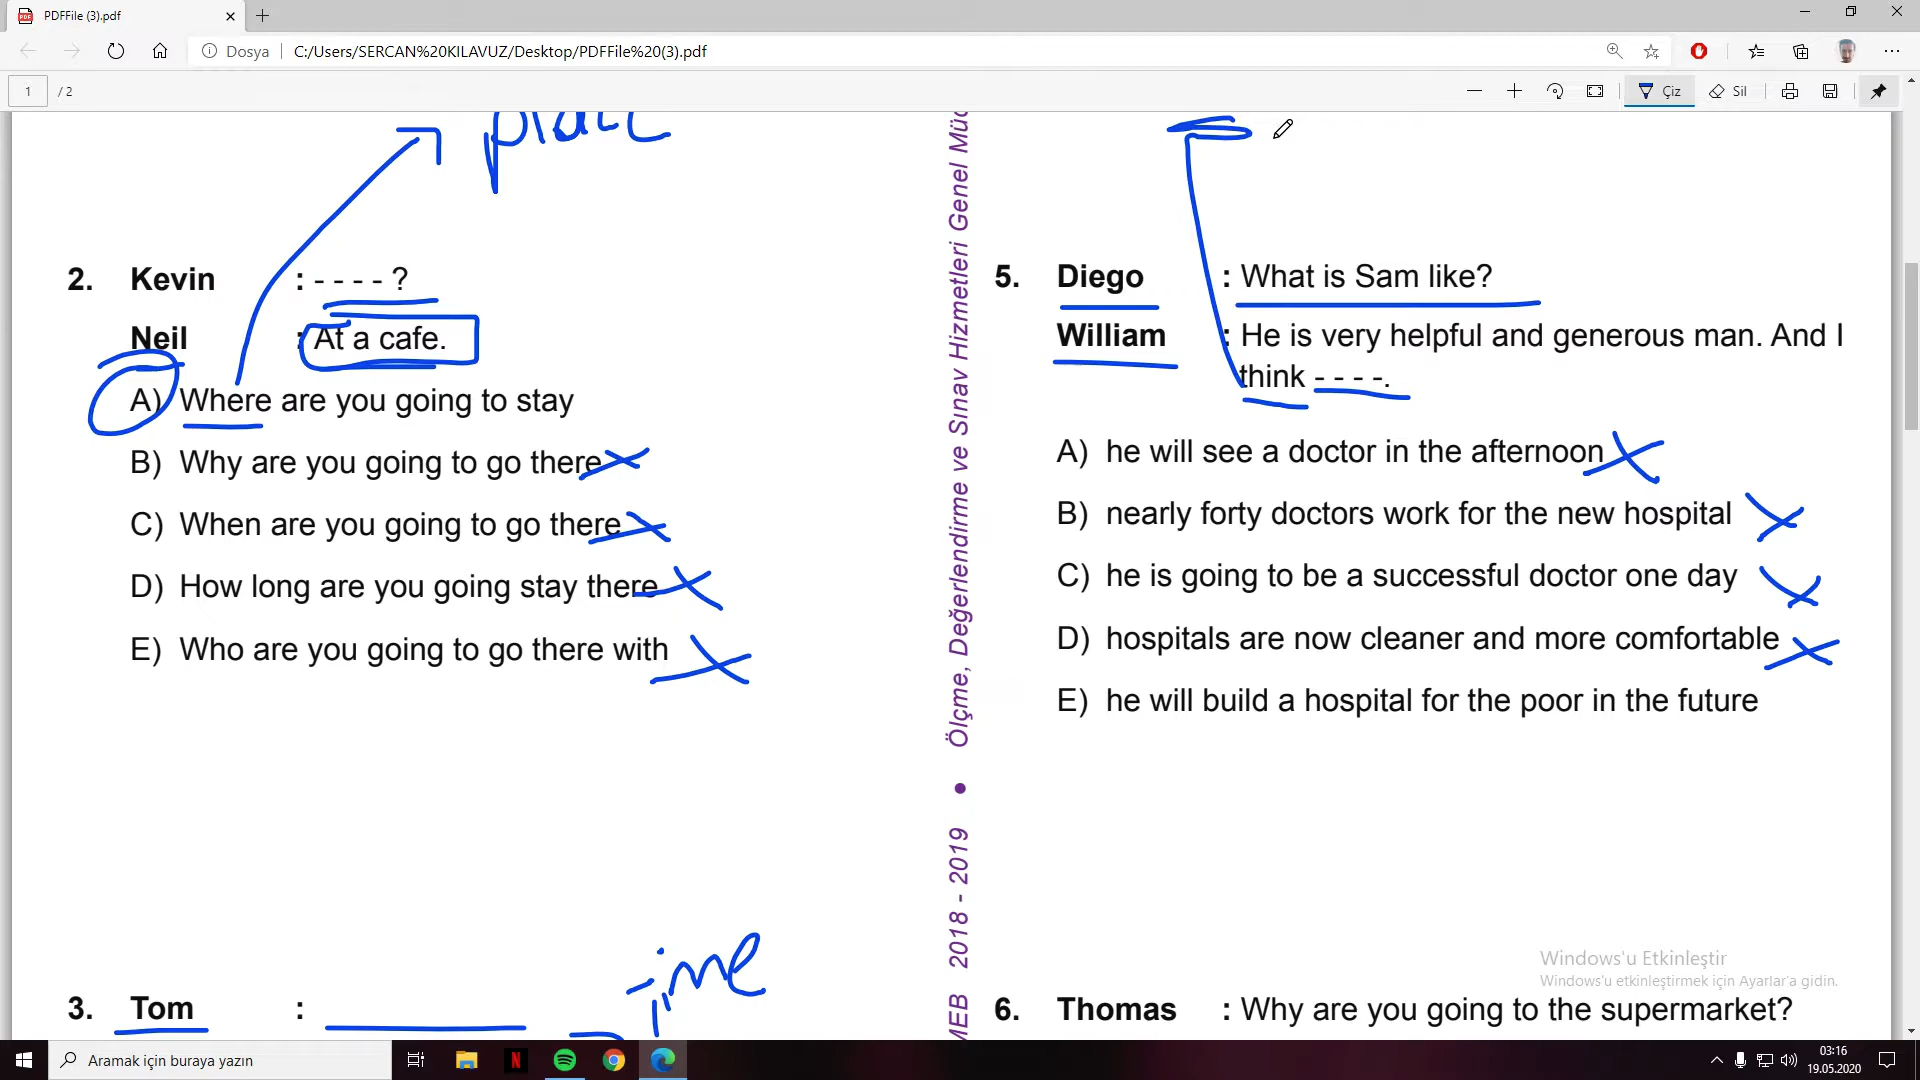 PDFFile (3).pdf
Dosya
C:/Users/SERCAN%20KILAVUZ/Desktop/PDFFile%20(3).pdf
1
/ 2
Çiz
Sil
place
2. Kevin : - - - - ?
Neil : At a cafe.
A) Where are you going to stay
B) Why are you going to go there
C) When are you going to go there
D) How long are you going stay there
E) Who are you going to go there with
ime
3. Tom :
MEB 2018 - 2019 • Ölçme, Değerlendirme ve Sınav Hizmetleri Genel Müd
5. Diego : What is Sam like?
William : He is very helpful and generous man. And I
think - - - -.
A) he will see a doctor in the afternoon
B) nearly forty doctors work for the new hospital
C) he is going to be a successful doctor one day
D) hospitals are now cleaner and more comfortable
E) he will build a hospital for the poor in the future
6. Thomas : Why are you going to the supermarket?
Windows'u Etkinleştir
Windows'u etkinleştirmek için Ayarlar'a gidin.
Aramak için buraya yazın
03:16
19.05.2020